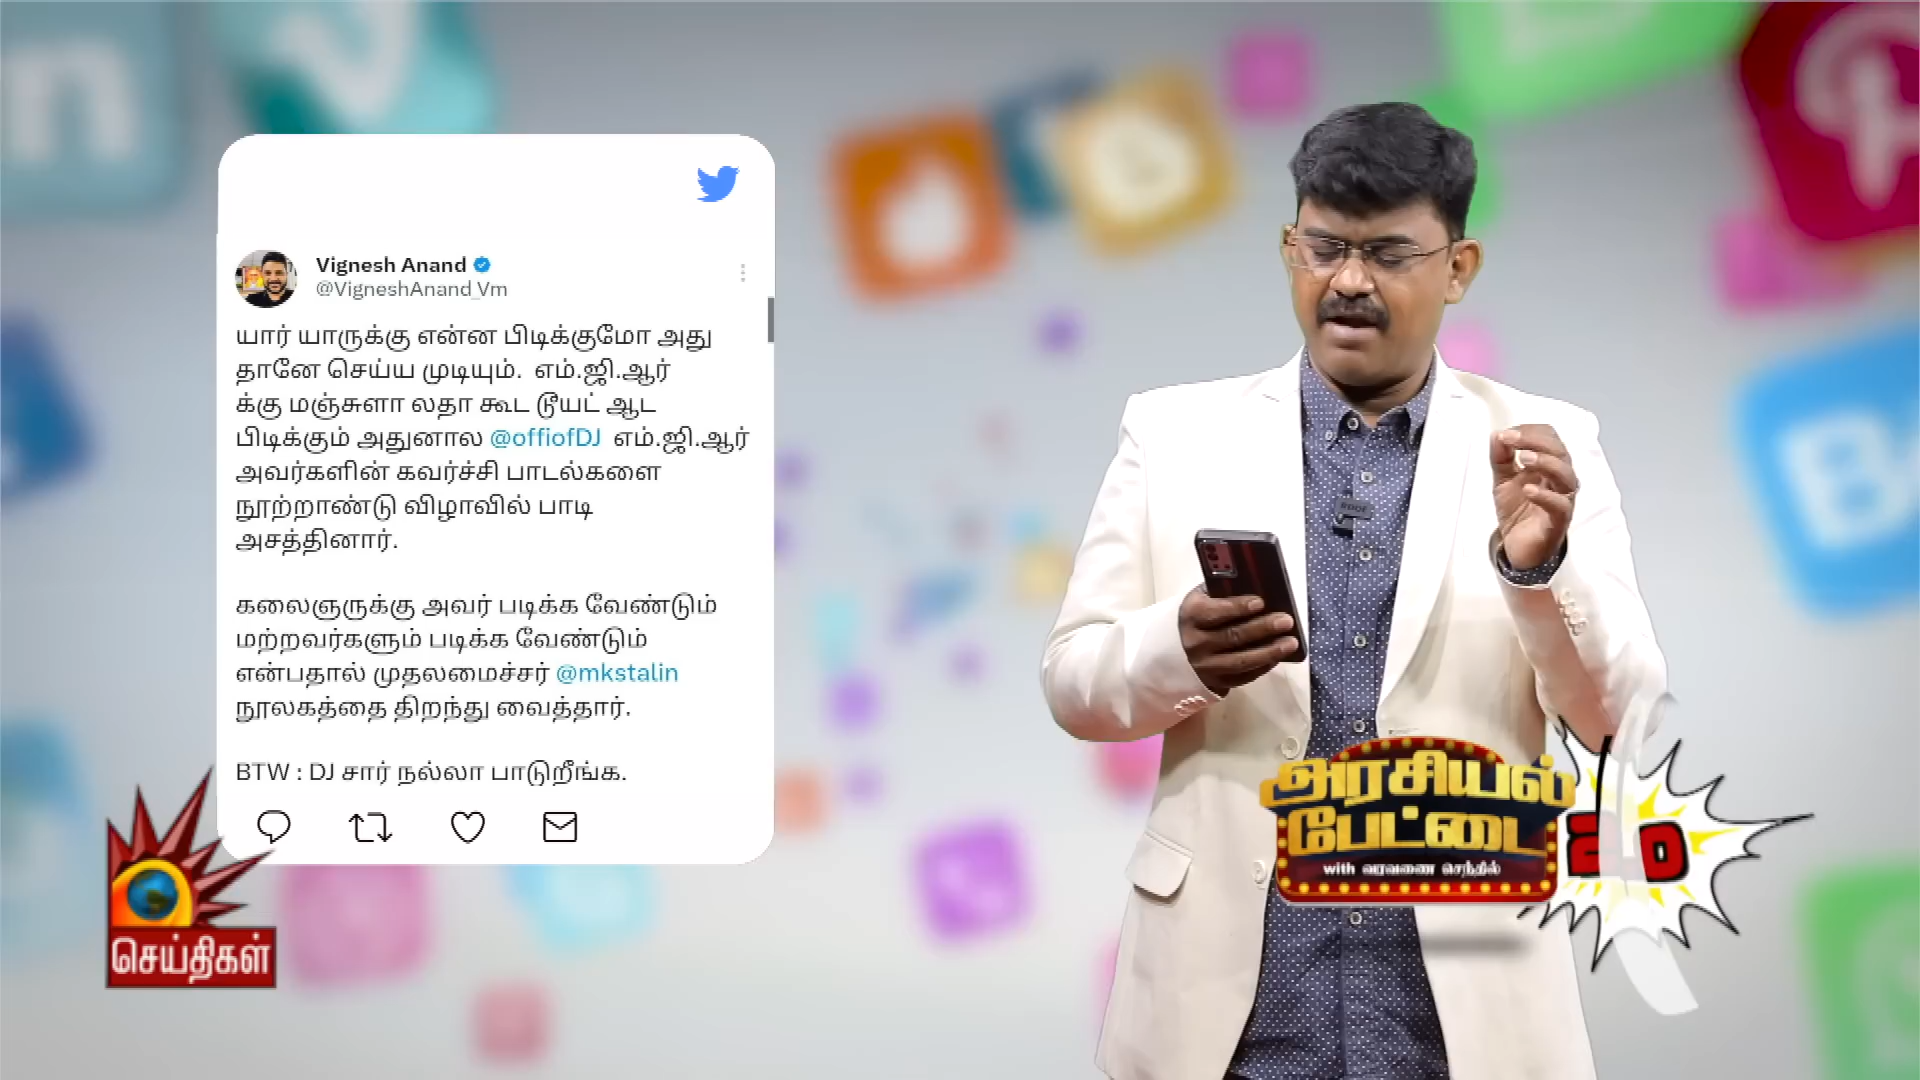 Vignesh Anand
@VigneshAnand_Vm
யார் யாருக்கு என்ன பிடிக்குமோ அது
தானே செய்ய முடியும். எம்.ஜி.ஆர்
க்கு மஞ்சுளா லதா கூட டூயட் ஆட
பிடிக்கும் அதுனால @offiofDJ எம்.ஜி.ஆர்
அவர்களின் கவர்ச்சி பாடல்களை
நூற்றாண்டு விழாவில் பாடி
அசத்தினார்.
கலைஞருக்கு அவர் படிக்க வேண்டும்
மற்றவர்களும் படிக்க வேண்டும்
என்பதால் முதலமைச்சர் @mkstalin
நூலகத்தை திறந்து வைத்தார்.
BTW : DJ சார் நல்லா பாடுறீங்க.
செய்திகள்
அரசியல்
பேட்டை
with வரவணை செந்தில்
2.0